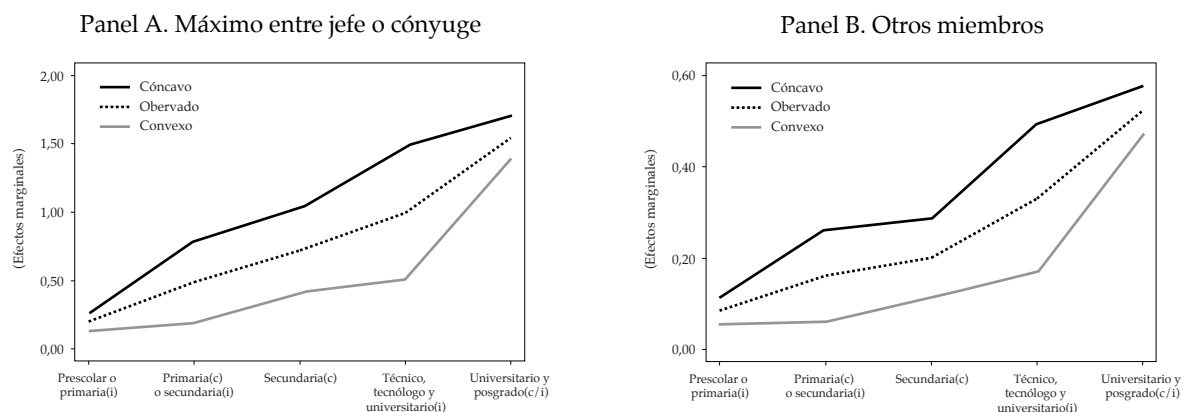 Panel A. Máximo entre jefe o cónyuge
2,00
1,50
1,00
0,50
0,00
(Efectos marginales)
Cóncavo
Obervado
Convexo
Prescolar o
primaria(i)
Primaria(c)
o secundaria(i)
Secundaria(c)
Técnico,
tecnólogo y
universitario(i)
Universitario y
posgrado(c/i)
Panel B. Otros miembros
0,60
0,40
0,20
0,00
(Efectos marginales)
Cóncavo
Obervado
Convexo
Prescolar o
primaria(i)
Primaria(c)
o secundaria(i)
Secundaria(c)
Técnico,
tecnólogo y
universitario(i)
Universitario y
posgrado(c/i)